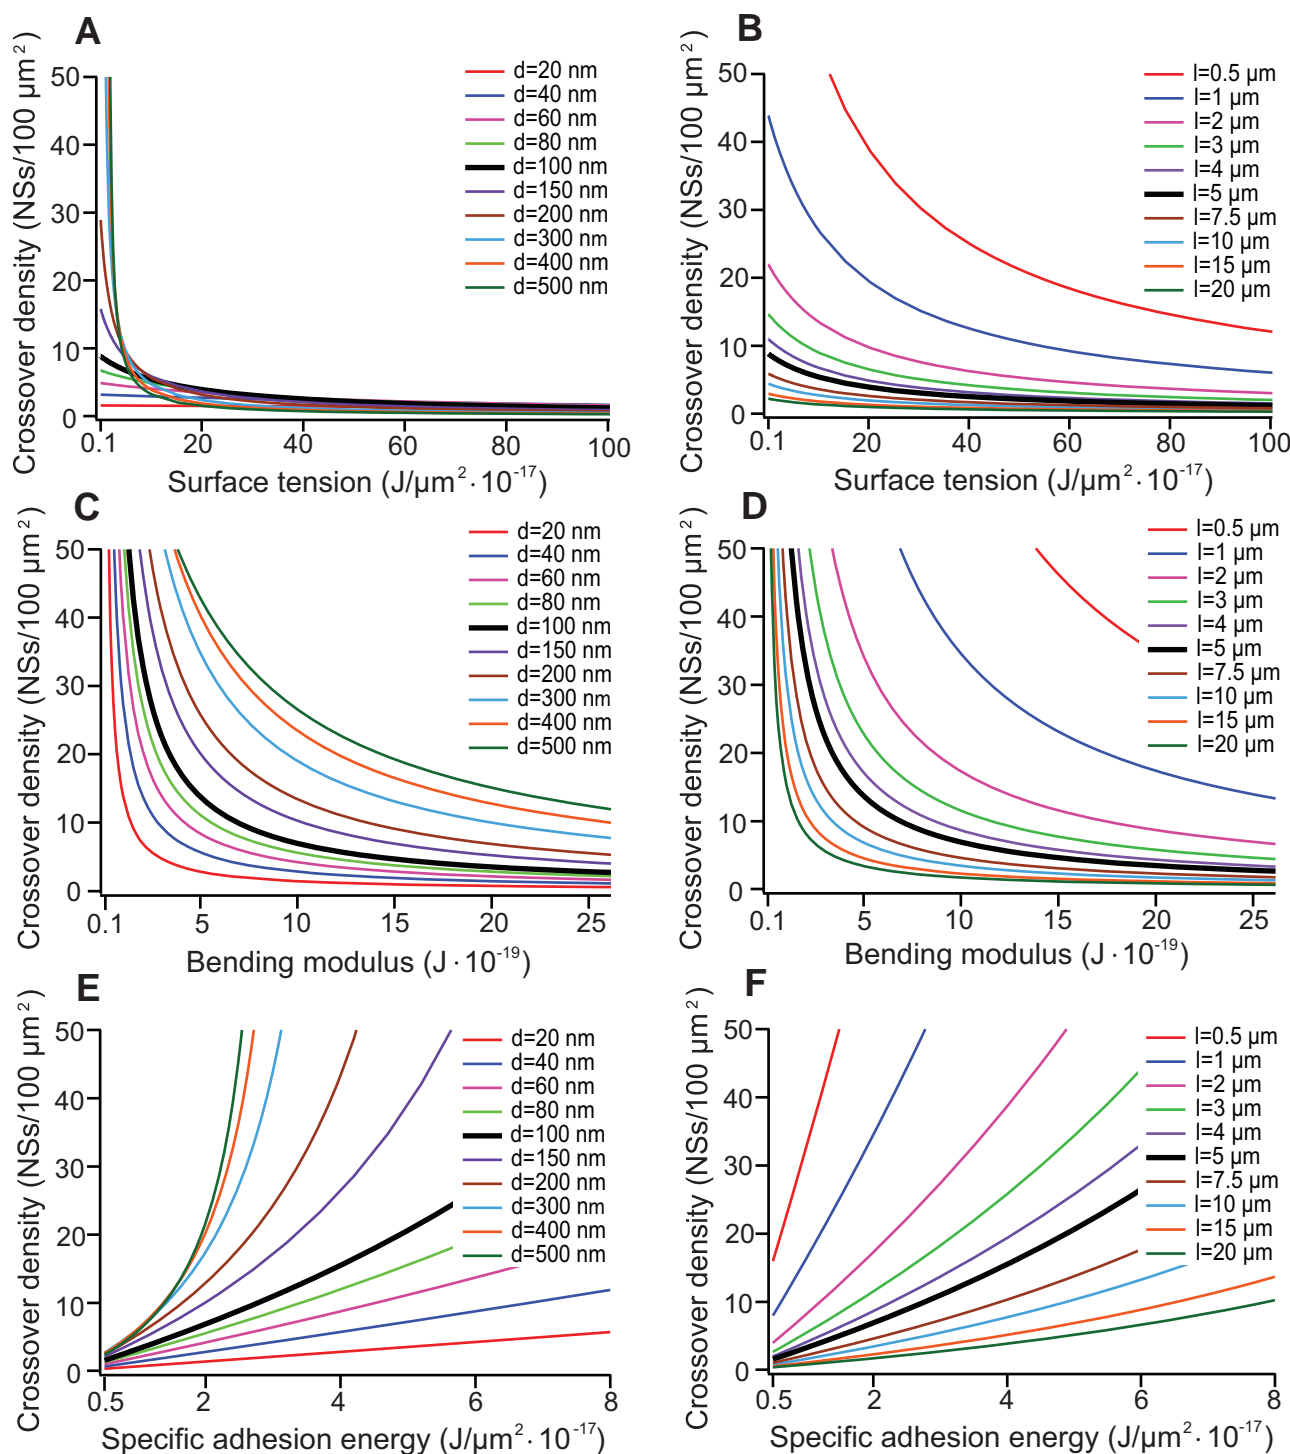 A
Crossover density (NSs/100 µm²)
50
40
30
20
10
0
0.1
20
40
60
80
100
Surface tension (J/µm²·10⁻¹⁷)
d=20 nm
d=40 nm
d=60 nm
d=80 nm
d=100 nm
d=150 nm
d=200 nm
d=300 nm
d=400 nm
d=500 nm
B
Crossover density (NSs/100 µm²)
50
40
30
20
10
0
0.1
20
40
60
80
100
Surface tension (J/µm²·10⁻¹⁷)
l=0.5 µm
l=1 µm
l=2 µm
l=3 µm
l=4 µm
l=5 µm
l=7.5 µm
l=10 µm
l=15 µm
l=20 µm
C
Crossover density (NSs/100 µm²)
50
40
30
20
10
0
0.1
5
10
15
20
25
Bending modulus (J·10⁻¹⁹)
d=20 nm
d=40 nm
d=60 nm
d=80 nm
d=100 nm
d=150 nm
d=200 nm
d=300 nm
d=400 nm
d=500 nm
D
Crossover density (NSs/100 µm²)
50
40
30
20
10
0
0.1
5
10
15
20
25
Bending modulus (J·10⁻¹⁹)
l=0.5 µm
l=1 µm
l=2 µm
l=3 µm
l=4 µm
l=5 µm
l=7.5 µm
l=10 µm
l=15 µm
l=20 µm
E
Crossover density (NSs/100 µm²)
50
40
30
20
10
0
0.5
2
4
6
8
Specific adhesion energy (J/µm²·10⁻¹⁷)
d=20 nm
d=40 nm
d=60 nm
d=80 nm
d=100 nm
d=150 nm
d=200 nm
d=300 nm
d=400 nm
d=500 nm
F
Crossover density (NSs/100 µm²)
50
40
30
20
10
0
0.5
2
4
6
8
Specific adhesion energy (J/µm²·10⁻¹⁷)
l=0.5 µm
l=1 µm
l=2 µm
l=3 µm
l=4 µm
l=5 µm
l=7.5 µm
l=10 µm
l=15 µm
l=20 µm